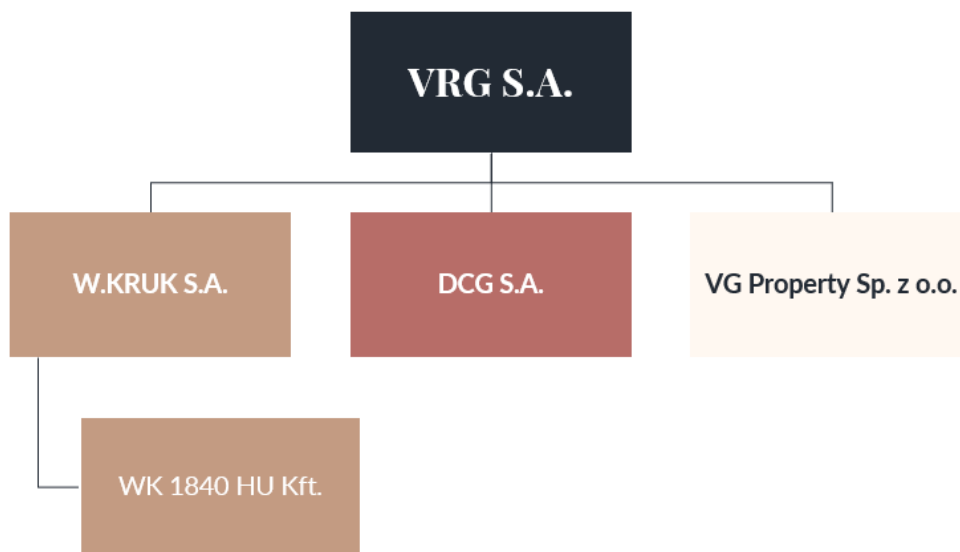 VRG S.A.
W.KRUK S.A.
DCG S.A.
VG Property Sp. z o.o.
WK 1840 HU Kft.